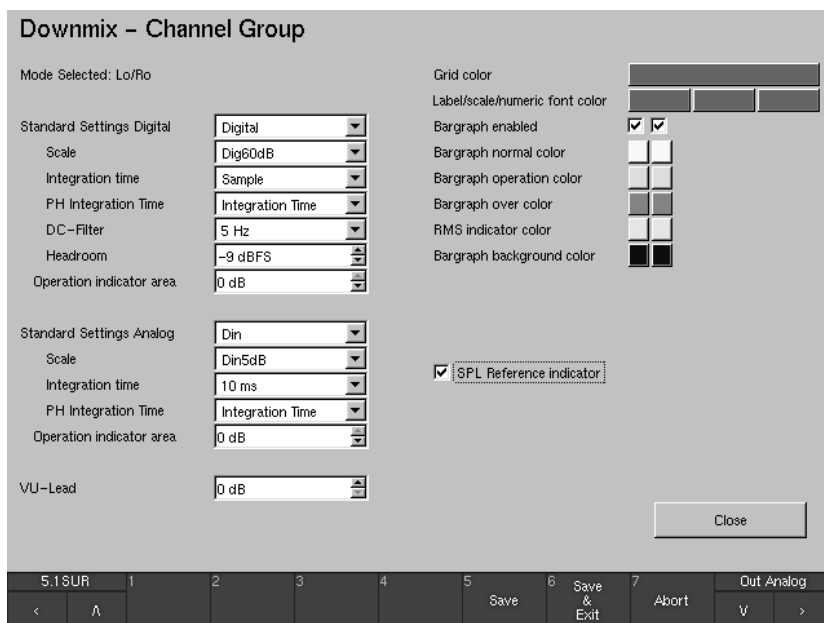 Downmix – Channel Group
Mode Selected: Lo/Ro
Standard Settings Digital Digital
Scale Dig60dB
Integration time Sample
PH Integration Time Integration Time
DC–Filter 5 Hz
Headroom –9 dBFS
Operation indicator area 0 dB
Standard Settings Analog Din
Scale Din5dB
Integration time 10 ms
PH Integration Time Integration Time
Operation indicator area 0 dB
VU–Lead 0 dB
Grid color
Label/scale/numeric font color
Bargraph enabled
Bargraph normal color
Bargraph operation color
Bargraph over color
RMS indicator color
Bargraph background color
SPL Reference indicator
Close
5.1SUR 1 2 3 4 5 Save 6 Save & Exit 7 Abort Out Analog
< Λ V >